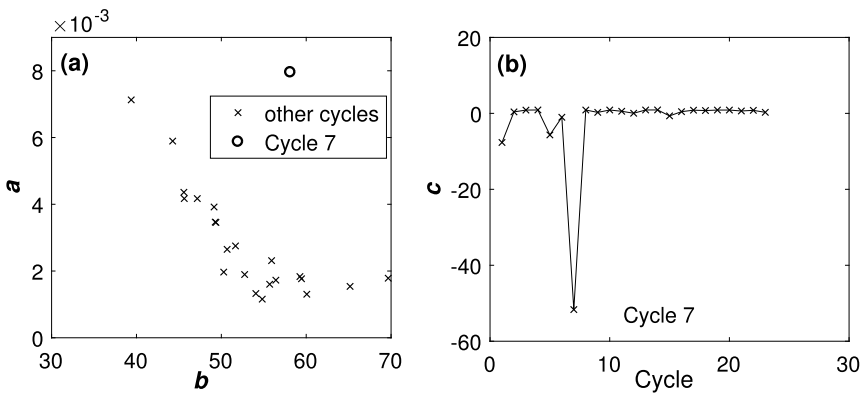 × 10⁻³
(a)
8
6
4
2
0
a
30 40 50 60 70
b
× other cycles
o Cycle 7
(b)
20
0
-20
-40
-60
c
Cycle 7
0 10 20 30
Cycle